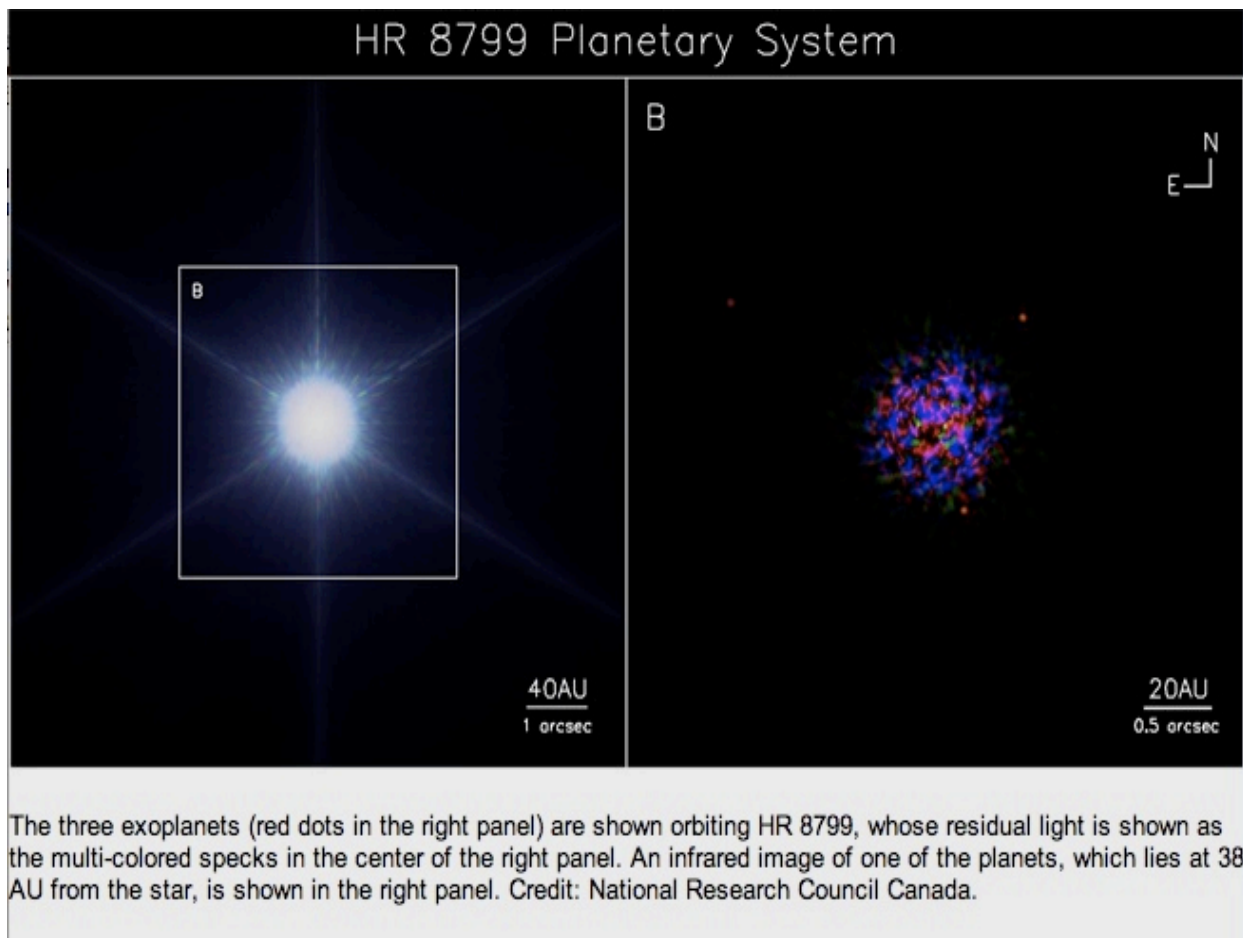 HR 8799 Planetary System
B
B
N
E
40AU
1 arcsec
20AU
0.5 arcsec
The three exoplanets (red dots in the right panel) are shown orbiting HR 8799, whose residual light is shown as
the multi-colored specks in the center of the right panel. An infrared image of one of the planets, which lies at 38
AU from the star, is shown in the right panel. Credit: National Research Council Canada.